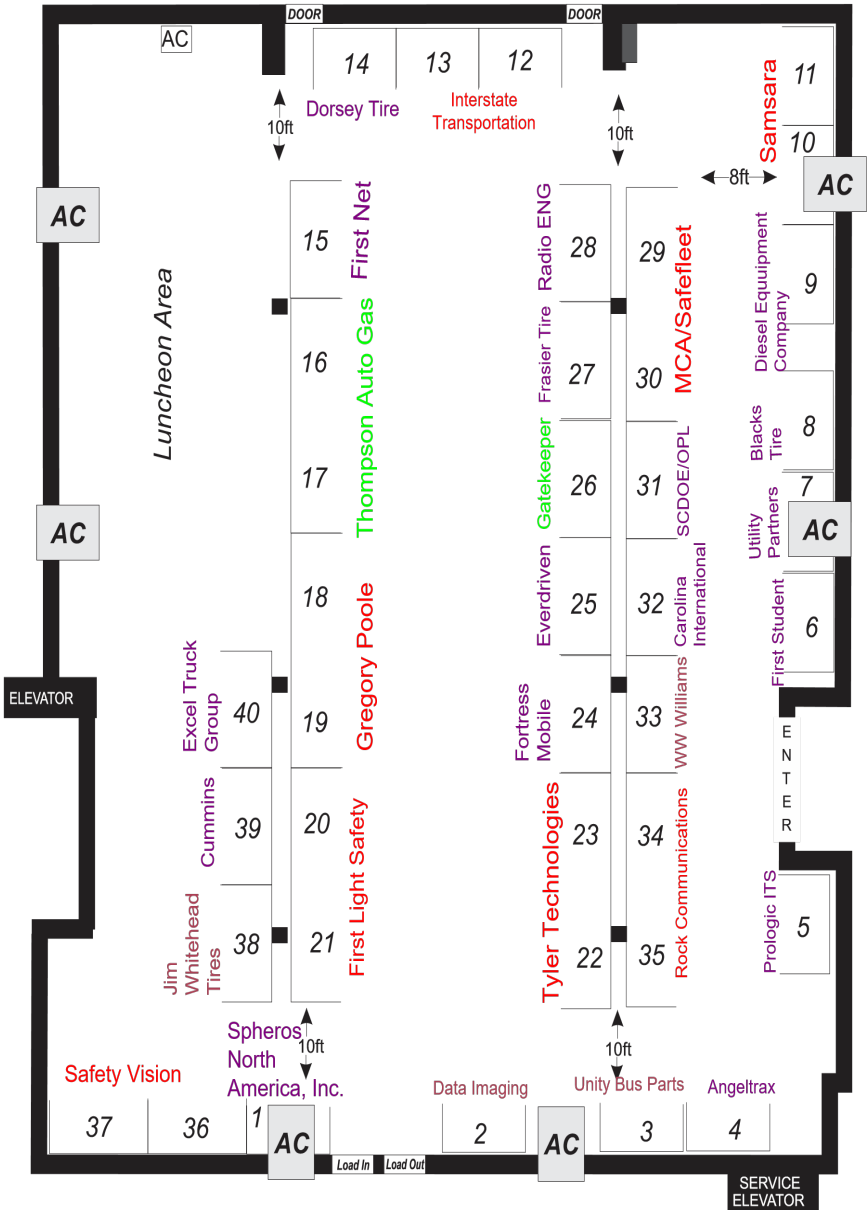 DOOR
DOOR
AC
14
13
12
11
Dorsey Tire
Interstate
Transportation
Samsara
10
10ft
10ft
8ft
AC
AC
15
First Net
28
Radio ENG
29
MCA/Safefleet
9
Diesel Equuipment
Company
Luncheon Area
16
Thompson Auto Gas
17
27
Frasier Tire
30
8
Blacks
Tire
26
Gatekeeper
31
SCDOE/OPL
7
Utility
Partners
AC
AC
18
Gregory Poole
19
25
Everdriven
32
Carolina
International
6
First Student
ELEVATOR
Excel Truck
Group
40
Fortress
Mobile
24
33
WW Williams
ENTER
Cummins
39
20
First Light Safety
21
Tyler Technologies
23
22
34
Rock Communications
35
Prologic ITS
5
Jim
Whitehead
Tires
38
Spheros
North
America, Inc.
10ft
10ft
Safety Vision
Data Imaging
Unity Bus Parts
Angeltrax
37
36
1
AC
2
AC
3
4
Load In
Load Out
SERVICE
ELEVATOR